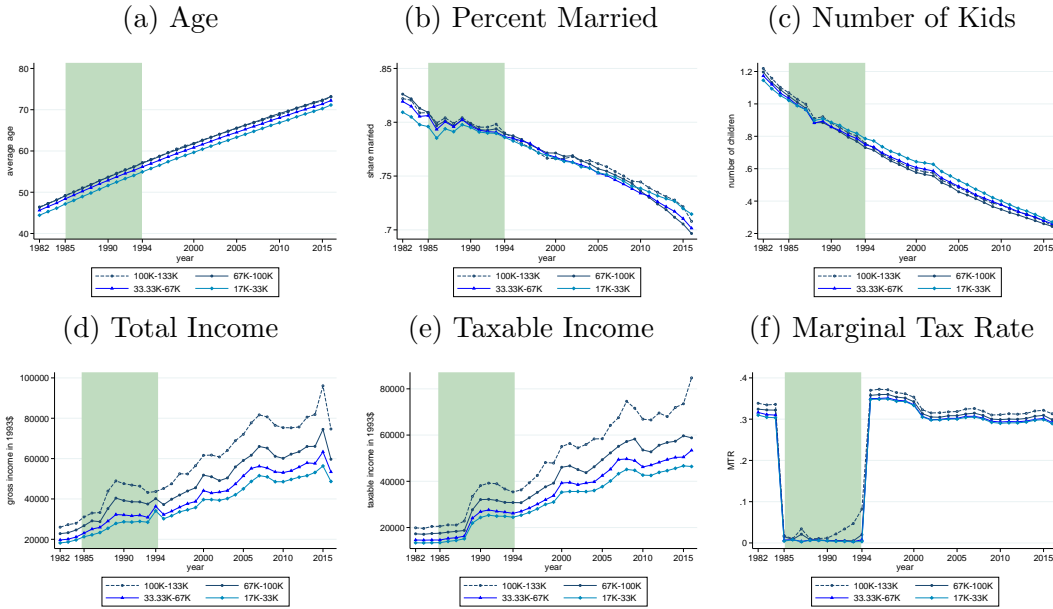 (a) Age
(b) Percent Married
(c) Number of Kids
average age
80
70
60
50
40
1982 1985 1990 1994 2000 2005 2010 2015
year
100K-133K 67K-100K
33.33K-67K 17K-33K
share married
.85
.8
.75
.7
1982 1985 1990 1994 2000 2005 2010 2015
year
100K-133K 67K-100K
33.33K-67K 17K-33K
number of children
1.2
1
.8
.6
.4
.2
1982 1985 1990 1994 2000 2005 2010 2015
year
100K-133K 67K-100K
33.33K-67K 17K-33K
(d) Total Income
(e) Taxable Income
(f) Marginal Tax Rate
gross income in 1993$
100000
80000
60000
40000
20000
1982 1985 1990 1994 2000 2005 2010 2015
year
100K-133K 67K-100K
33.33K-67K 17K-33K
taxable income in 1993$
100000
80000
60000
40000
20000
1982 1985 1990 1994 2000 2005 2010 2015
year
100K-133K 67K-100K
33.33K-67K 17K-33K
MTR
.4
.3
.2
.1
0
1982 1985 1990 1994 2000 2005 2010 2015
year
100K-133K 67K-100K
33.33K-67K 17K-33K